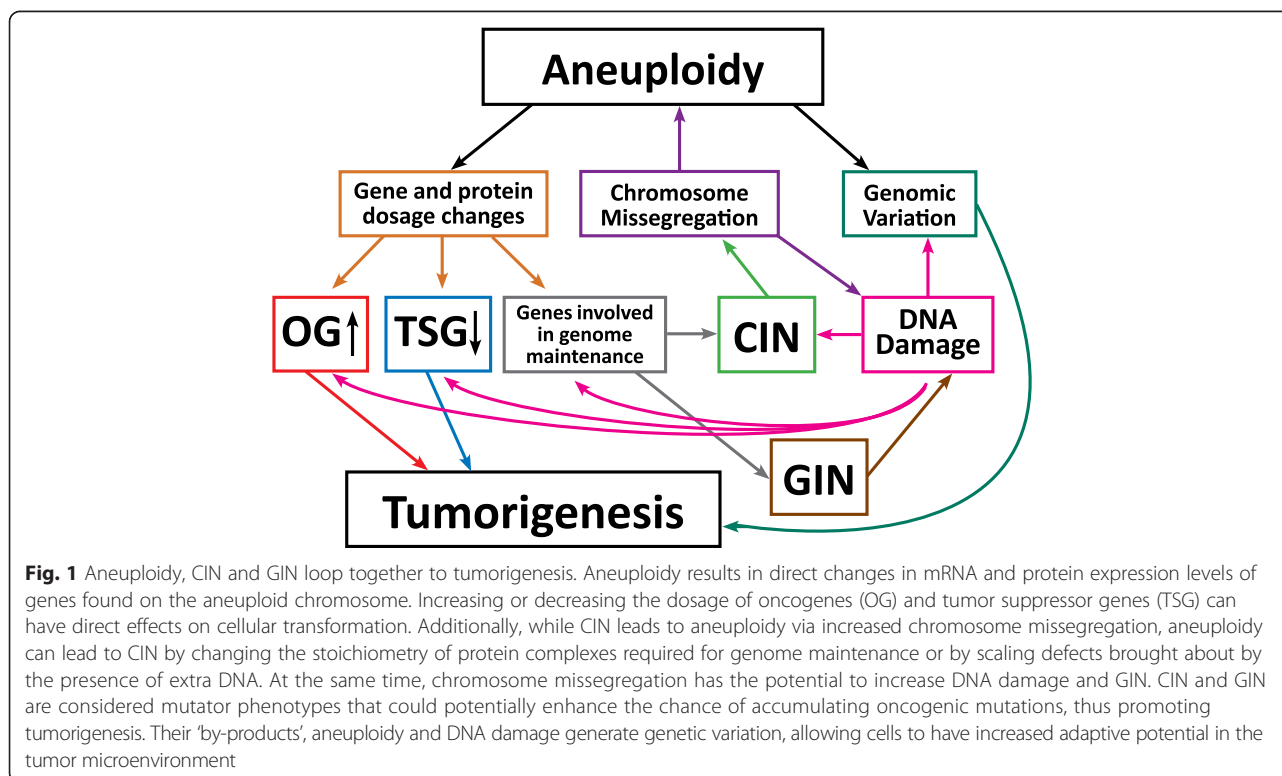 Aneuploidy
Gene and protein
dosage changes
Chromosome
Missegregation
Genomic
Variation
OG↑
TSG↓
Genes involved
in genome
maintenance
CIN
DNA
Damage
GIN
Tumorigenesis
Fig. 1 Aneuploidy, CIN and GIN loop together to tumorigenesis. Aneuploidy results in direct changes in mRNA and protein expression levels of
genes found on the aneuploid chromosome. Increasing or decreasing the dosage of oncogenes (OG) and tumor suppressor genes (TSG) can
have direct effects on cellular transformation. Additionally, while CIN leads to aneuploidy via increased chromosome missegregation, aneuploidy
can lead to CIN by changing the stoichiometry of protein complexes required for genome maintenance or by scaling defects brought about by
the presence of extra DNA. At the same time, chromosome missegregation has the potential to increase DNA damage and GIN. CIN and GIN
are considered mutator phenotypes that could potentially enhance the chance of accumulating oncogenic mutations, thus promoting
tumorigenesis. Their ‘by-products’, aneuploidy and DNA damage generate genetic variation, allowing cells to have increased adaptive potential in the
tumor microenvironment